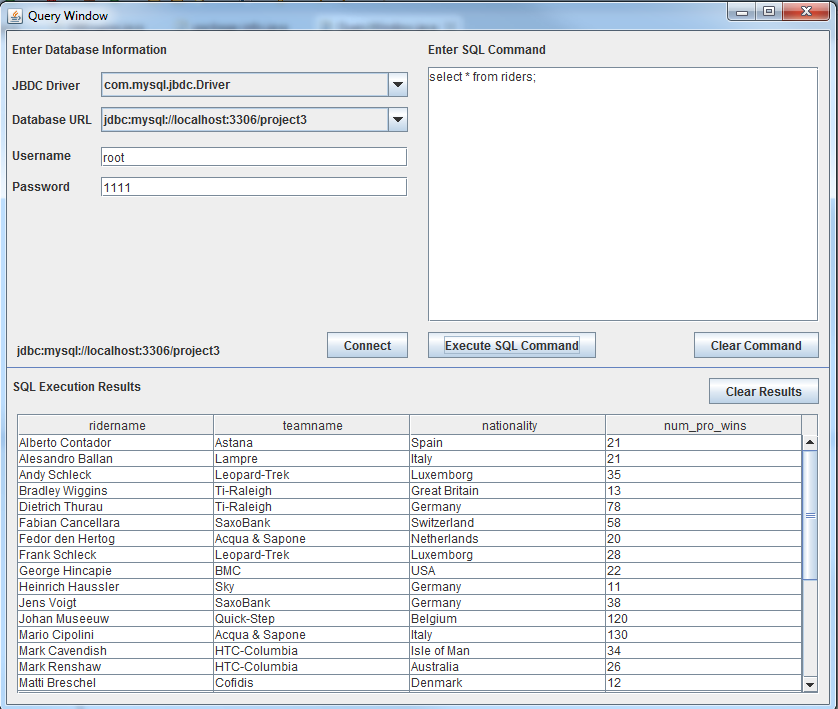 Query Window
Enter Database Information
JBDC Driver com.mysql.jbdc.Driver
Database URL jdbc:mysql://localhost:3306/project3
Username root
Password 1111
jdbc:mysql://localhost:3306/project3 Connect
Enter SQL Command
select * from riders;
Execute SQL Command Clear Command
SQL Execution Results Clear Results
ridername teamname nationality num_pro_wins
Alberto Contador Astana Spain 21
Alesandro Ballan Lampre Italy 21
Andy Schleck Leopard-Trek Luxemborg 35
Bradley Wiggins Ti-Raleigh Great Britain 13
Dietrich Thurau Ti-Raleigh Germany 78
Fabian Cancellara SaxoBank Switzerland 58
Fedor den Hertog Acqua & Sapone Netherlands 20
Frank Schleck Leopard-Trek Luxemborg 28
George Hincapie BMC USA 22
Heinrich Haussler Sky Germany 11
Jens Voigt SaxoBank Germany 38
Johan Museeuw Quick-Step Belgium 120
Mario Cipolini Acqua & Sapone Italy 130
Mark Cavendish HTC-Columbia Isle of Man 34
Mark Renshaw HTC-Columbia Australia 26
Matti Breschel Cofidis Denmark 12